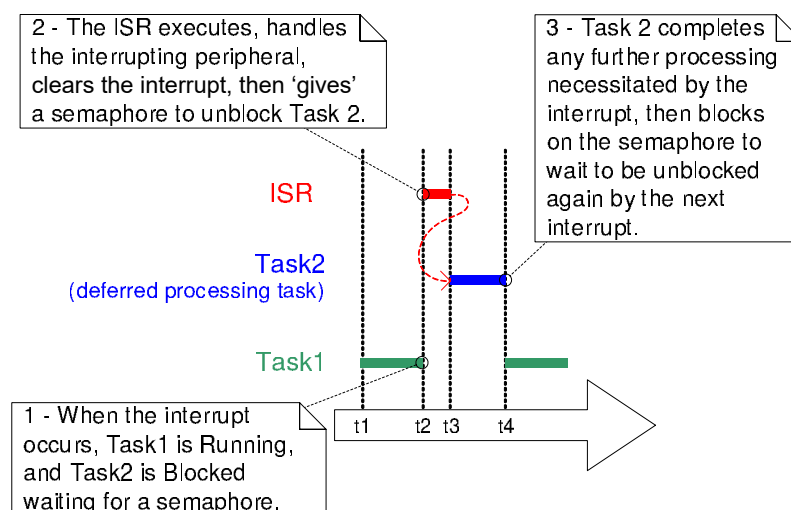 2 - The ISR executes, handles
the interrupting peripheral,
clears the interrupt, then ‘gives’
a semaphore to unblock Task 2.
3 - Task 2 completes
any further processing
necessitated by the
interrupt, then blocks
on the semaphore to
wait to be unblocked
again by the next
interrupt.
ISR
Task2
(deferred processing task)
Task1
t1 t2 t3 t4
1 - When the interrupt
occurs, Task1 is Running,
and Task2 is Blocked
waiting for a semaphore.